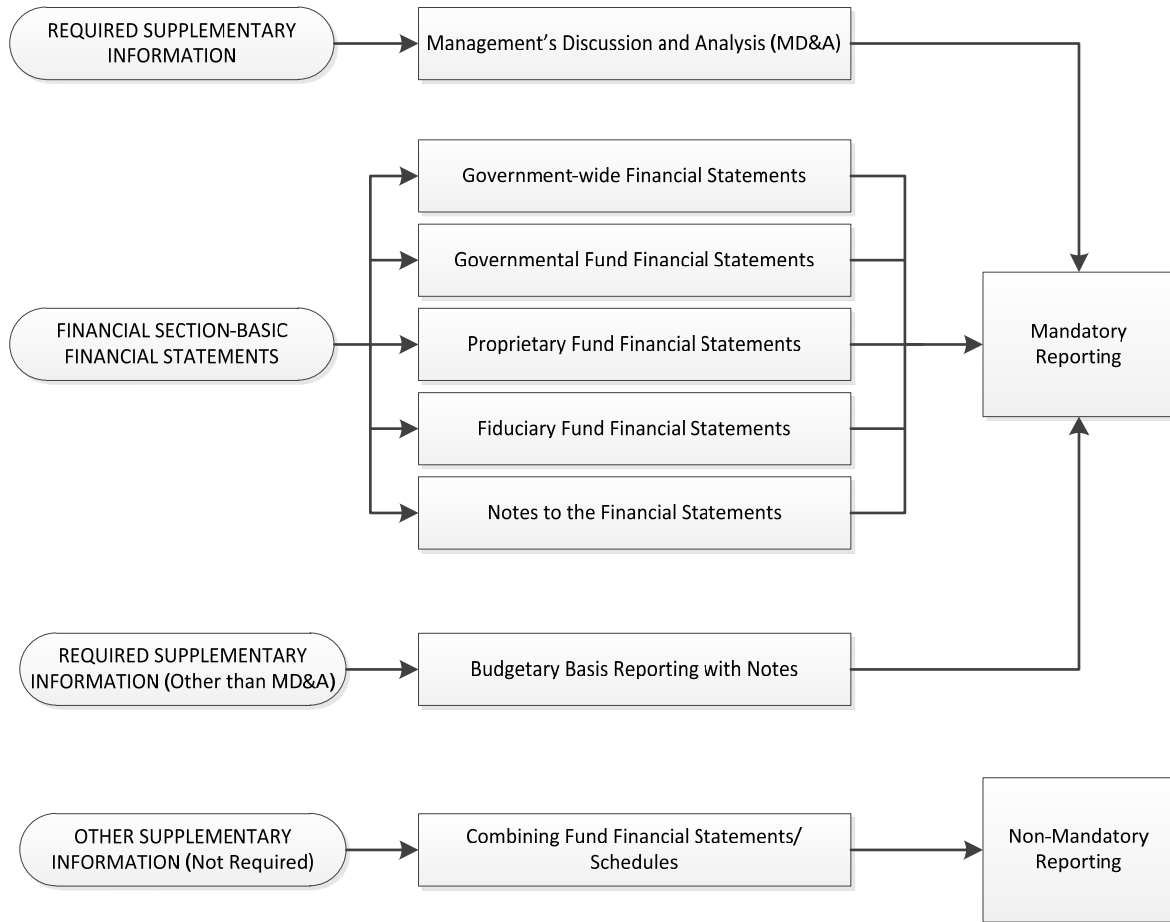 REQUIRED SUPPLEMENTARY
INFORMATION
Management’s Discussion and Analysis (MD&A)
Government-wide Financial Statements
Governmental Fund Financial Statements
FINANCIAL SECTION-BASIC
FINANCIAL STATEMENTS
Proprietary Fund Financial Statements
Mandatory
Reporting
Fiduciary Fund Financial Statements
Notes to the Financial Statements
REQUIRED SUPPLEMENTARY
INFORMATION (Other than MD&A)
Budgetary Basis Reporting with Notes
OTHER SUPPLEMENTARY
INFORMATION (Not Required)
Combining Fund Financial Statements/
Schedules
Non-Mandatory
Reporting